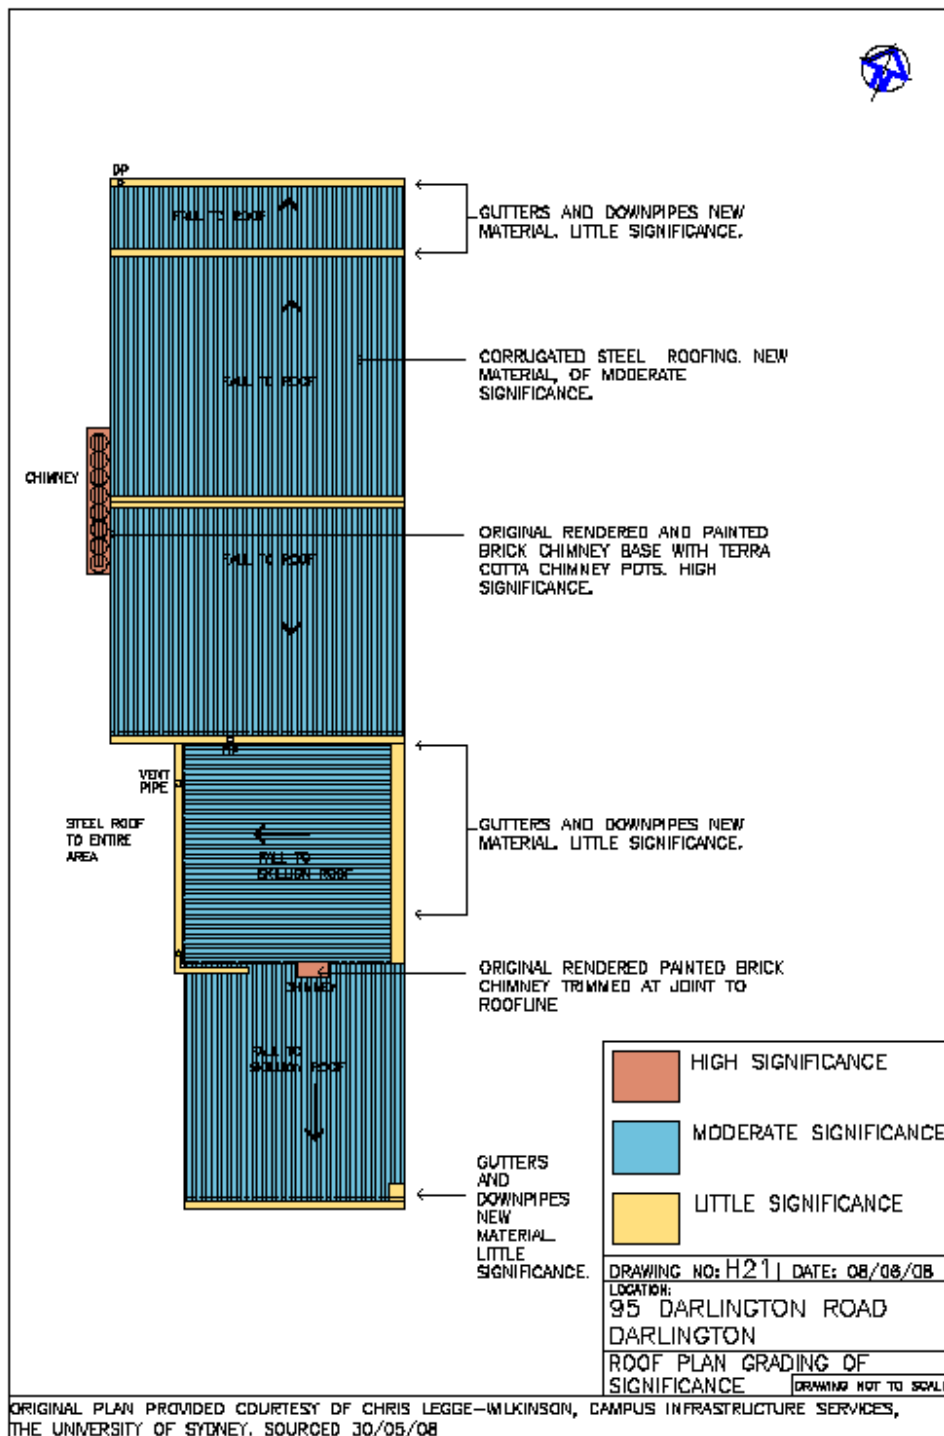 DP
FALL TO ROOF
GUTTERS AND DOWNPIPES NEW
MATERIAL. LITTLE SIGNIFICANCE.
CORRUGATED STEEL ROOFING. NEW
MATERIAL, OF MODERATE
SIGNIFICANCE.
FALL TO ROOF
CHIMNEY
ORIGINAL RENDERED AND PAINTED
BRICK CHIMNEY BASE WITH TERRA
COTTA CHIMNEY POTS. HIGH
SIGNIFICANCE.
FALL TO ROOF
VENT
PIPE
STEEL ROOF
TO ENTIRE
AREA
FALL TO
SKILLION ROOF
GUTTERS AND DOWNPIPES NEW
MATERIAL. LITTLE SIGNIFICANCE.
ORIGINAL RENDERED PAINTED BRICK
CHIMNEY TRIMMED AT JOINT TO
ROOFLINE
CHIMNEY
FALL TO
SKILLION ROOF
GUTTERS
AND
DOWNPIPES
NEW
MATERIAL.
LITTLE
SIGNIFICANCE.
HIGH SIGNIFICANCE
MODERATE SIGNIFICANCE
LITTLE SIGNIFICANCE
DRAWING NO: H21 DATE: 08/06/08
LOCATION:
95 DARLINGTON ROAD
DARLINGTON
ROOF PLAN GRADING OF
SIGNIFICANCE
DRAWING NOT TO SCALE
ORIGINAL PLAN PROVIDED COURTESY OF CHRIS LEGGE-WILKINSON, CAMPUS INFRASTRUCTURE SERVICES,
THE UNIVERSITY OF SYDNEY. SOURCED 30/05/08